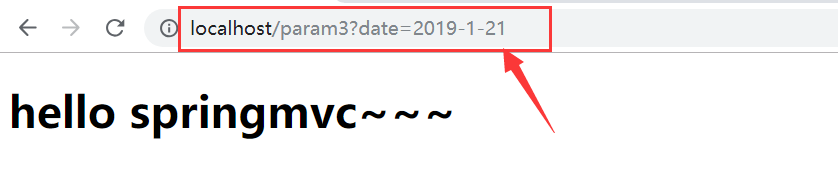 localhost/param3?date=2019-1-21
hello springmvc~~~